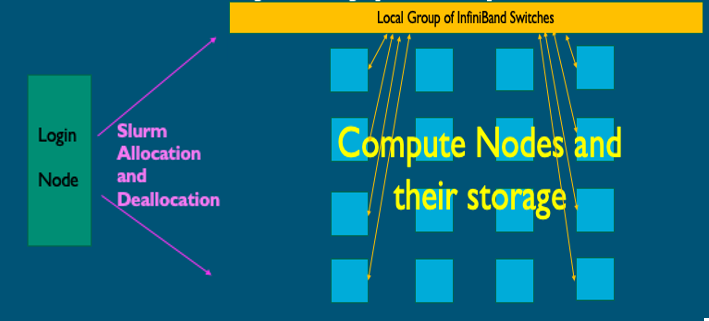 Local Group of InfiniBand Switches
Login
Node
Slurm
Allocation
and
Deallocation
Compute Nodes and
their storage